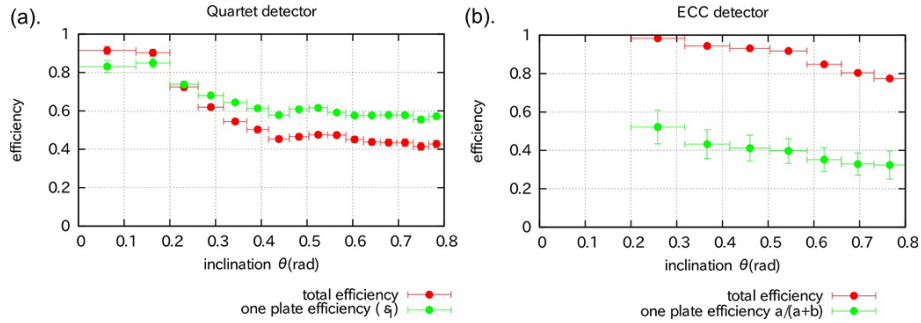 (a).
Quartet detector
efficiency
1
0.8
0.6
0.4
0.2
0
0 0.1 0.2 0.3 0.4 0.5 0.6 0.7 0.8
inclination θ(rad)
total efficiency
one plate efficiency ( εᵢ)
(b).
ECC detector
efficiency
1
0.8
0.6
0.4
0.2
0
0 0.1 0.2 0.3 0.4 0.5 0.6 0.7 0.8
inclination θ(rad)
total efficiency
one plate efficiency a/(a+b)